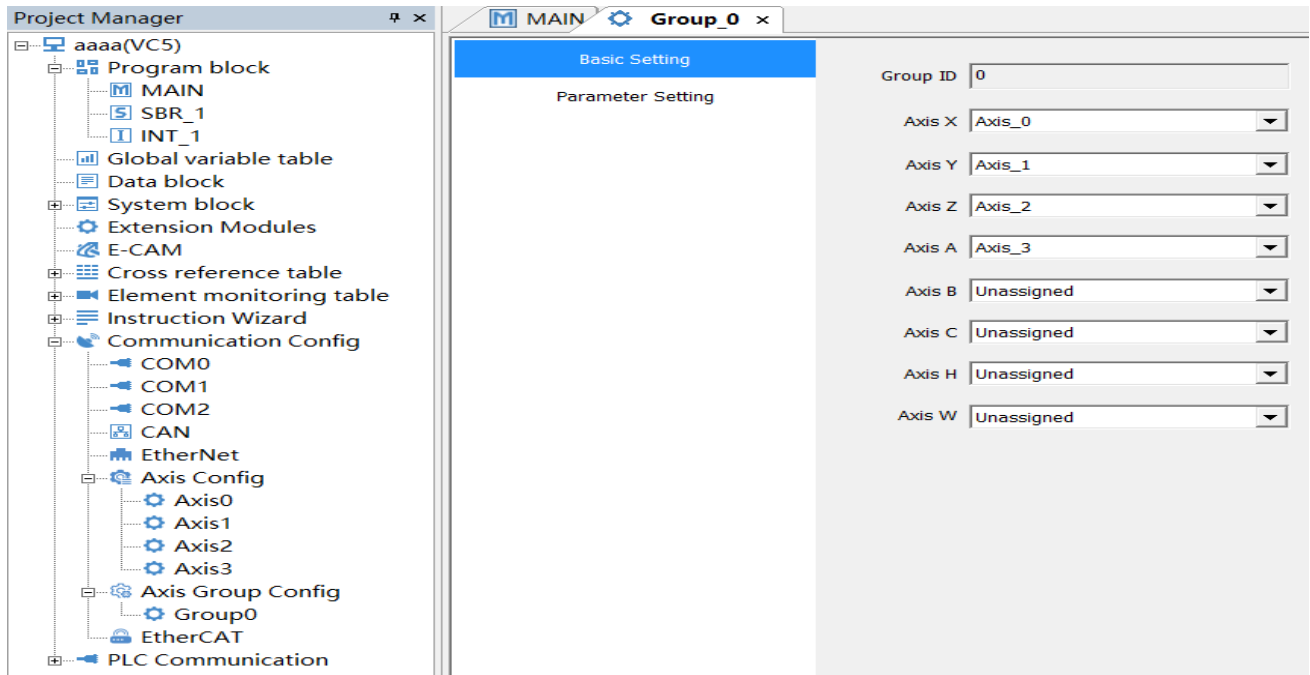 Project Manager
aaaa(VC5)
Program block
MAIN
SBR_1
INT_1
Global variable table
Data block
System block
Extension Modules
E-CAM
Cross reference table
Element monitoring table
Instruction Wizard
Communication Config
COM0
COM1
COM2
CAN
EtherNet
Axis Config
Axis0
Axis1
Axis2
Axis3
Axis Group Config
Group0
EtherCAT
PLC Communication
MAIN
Group_0
Basic Setting
Parameter Setting
Group ID 0
Axis X Axis_0
Axis Y Axis_1
Axis Z Axis_2
Axis A Axis_3
Axis B Unassigned
Axis C Unassigned
Axis H Unassigned
Axis W Unassigned